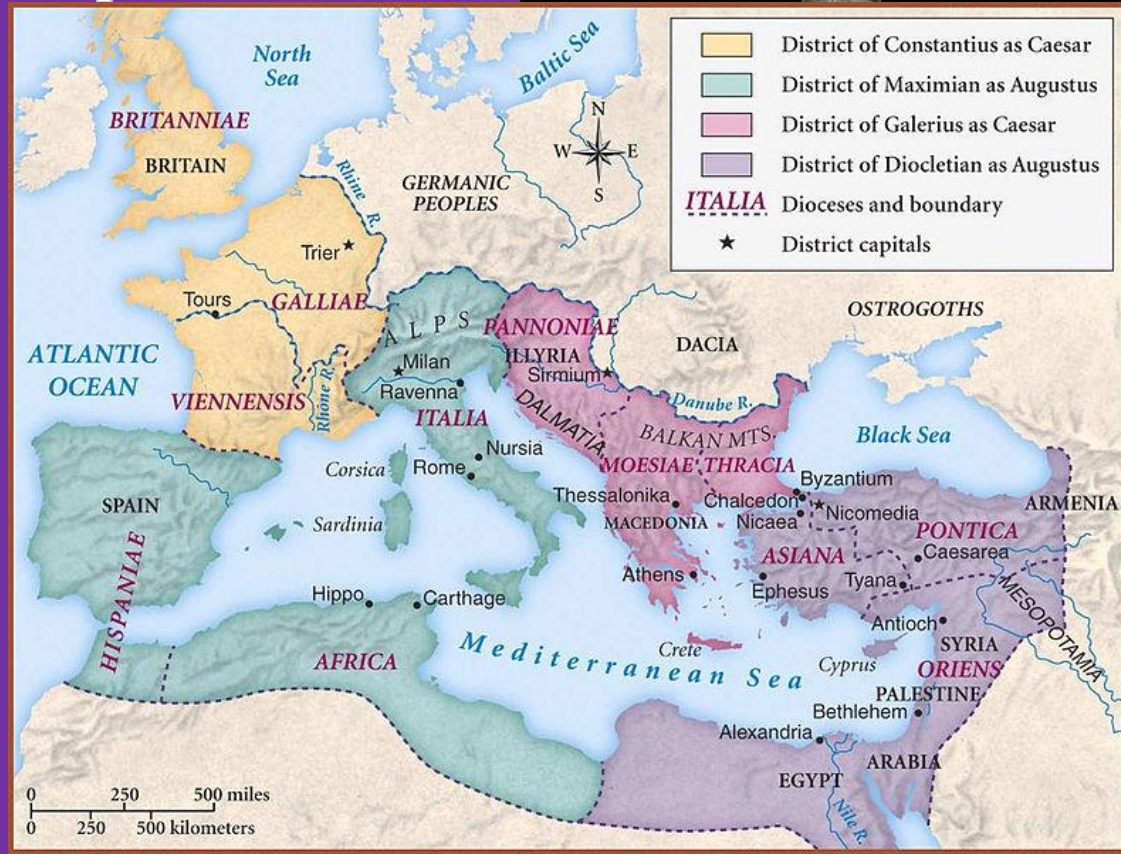 District of Constantius as Caesar
District of Maximian as Augustus
District of Galerius as Caesar
District of Diocletian as Augustus
ITALIA Dioceses and boundary
District capitals
North
Sea
Baltic Sea
N
W E
S
BRITANNIAE
BRITAIN
Rhine R.
GERMANIC
PEOPLES
Trier
Tours
GALLIAE
ALPS
PANNONIAE
OSTROGOTHS
DACIA
ATLANTIC
OCEAN
Milan
ILLYRIA
Sirmium
Ravenna
VIENNENSIS
Rhône R.
ITALIA
DALMATIA
Danube R.
BALKAN MTS.
Black Sea
Nursia
Corsica
Rome
MOESIAE
THRACIA
Byzantium
SPAIN
Thessalonika
Chalcedon
ARMENIA
Sardinia
MACEDONIA
Nicaea
Nicomedia
PONTICA
HISPANIAE
ASIANA
Caesarea
Athens
Ephesus
Tyana
Hippo
Carthage
MESOPOTAMIA
Antioch
AFRICA
Mediterranean Sea
Crete
Cyprus
SYRIA
ORIENS
PALESTINE
Bethlehem
Alexandria
ARABIA
EGYPT
Nile R.
0 250 500 miles
0 250 500 kilometers